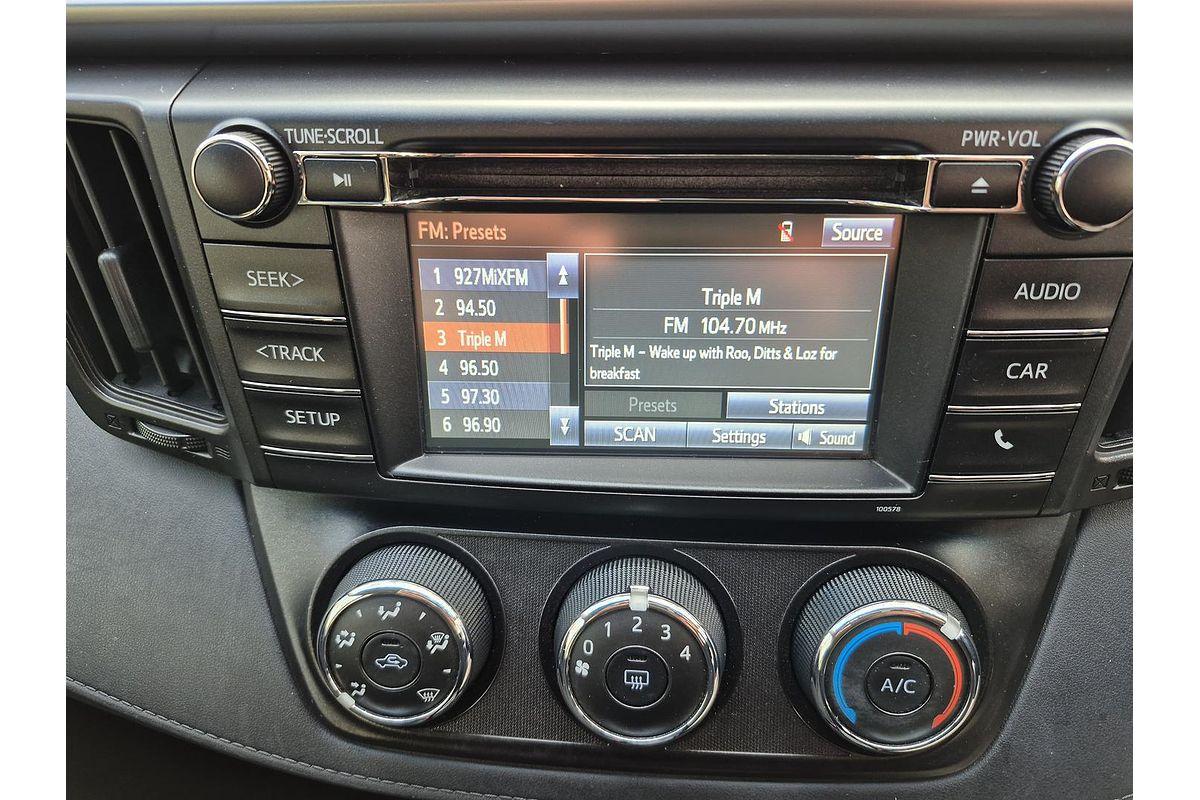 TUNE·SCROLL
PWR·VOL
FM: Presets
Source
SEEK>
<TRACK
SETUP
AUDIO
CAR
1 927MiXFM
2 94.50
3 Triple M
4 96.50
5 97.30
6 96.90
Triple M
FM 104.70 MHz
Triple M - Wake up with Roo, Ditts & Loz for
breakfast
Presets
Stations
SCAN
Settings
Sound
100578
0 1 2 3 4
A/C